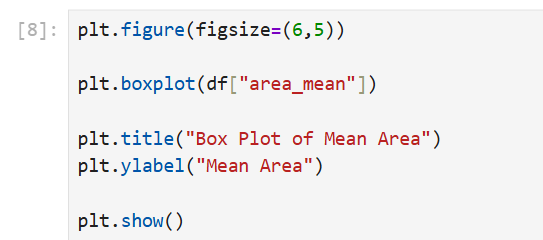 [8]: plt.figure(figsize=(6,5))
plt.boxplot(df["area_mean"])
plt.title("Box Plot of Mean Area")
plt.ylabel("Mean Area")
plt.show()